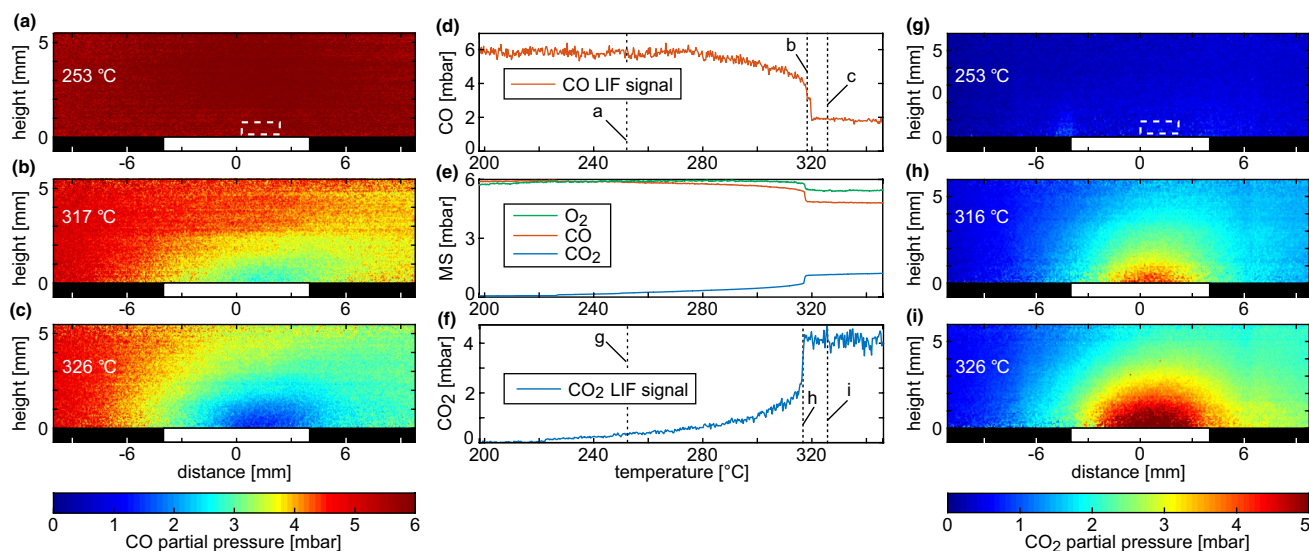 (a)
height [mm]
5
0
253 °C
-6 0 6
(b)
height [mm]
5
0
317 °C
-6 0 6
(c)
height [mm]
5
0
326 °C
-6 0 6
distance [mm]
0 1 2 3 4 5 6
CO partial pressure [mbar]
(d)
CO [mbar]
6
4
2
CO LIF signal
a
b
c
200 240 280 320
(e)
MS [mbar]
6
3
0
O2
CO
CO2
200 240 280 320
(f)
CO2 [mbar]
4
2
0
g
CO2 LIF signal
h
i
200 240 280 320
temperature [°C]
(g)
height [mm]
0
0
253 °C
-6 0 6
(h)
height [mm]
5
0
316 °C
-6 0 6
(i)
height [mm]
5
0
326 °C
-6 0 6
distance [mm]
0 1 2 3 4 5
CO2 partial pressure [mbar]